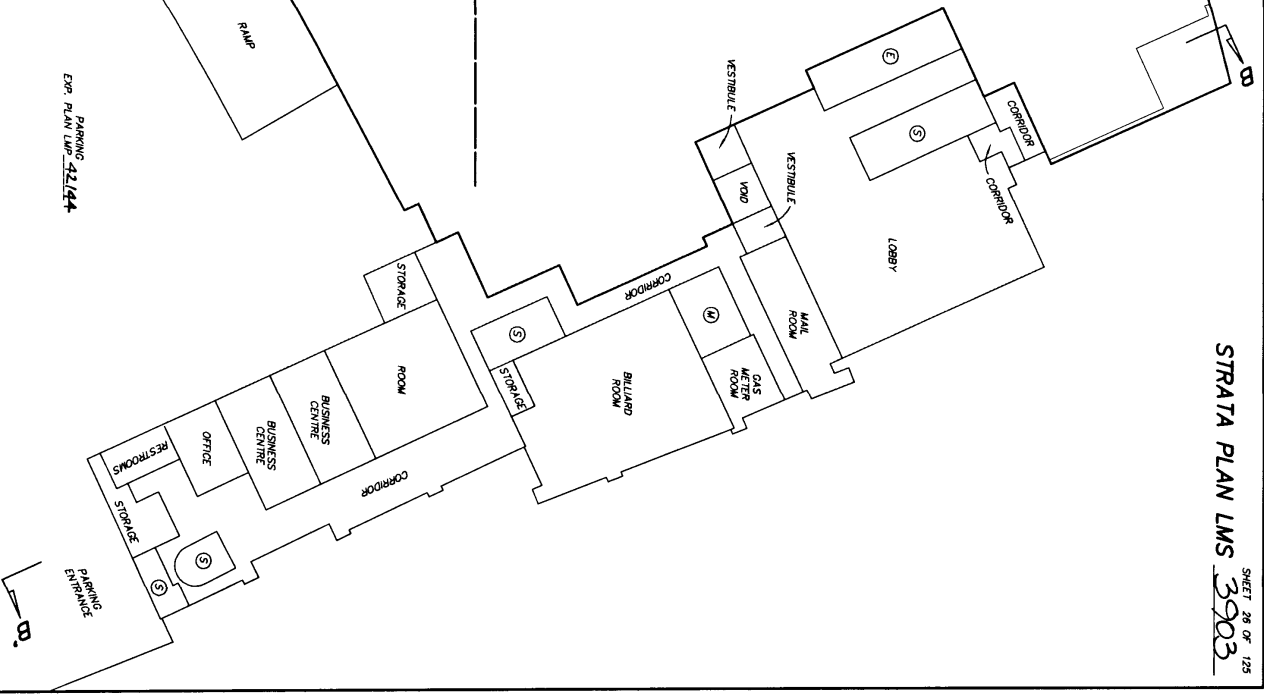 SHEET 26 OF 125
STRATA PLAN LMS 3903
B
RAMP
E
VESTIBULE
S
CORRIDOR
CORRIDOR
VOID
VESTIBULE
LOBBY
PARKING
EXP. PLAN LMP 42144
CORRIDOR
STORAGE
M
MAIL
ROOM
S
GAS
METER
ROOM
STORAGE
BILLIARD
ROOM
ROOM
BUSINESS
CENTRE
BUSINESS
CENTRE
OFFICE
RESTROOMS
CORRIDOR
STORAGE
S
S
PARKING
ENTRANCE
B'